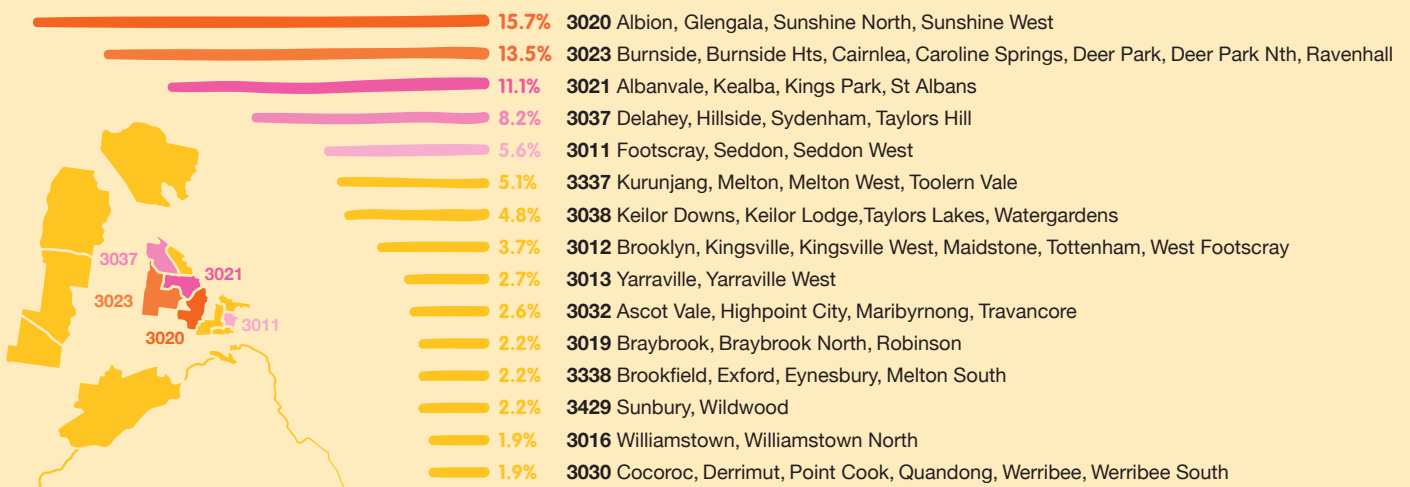 15.7% 3020 Albion, Glengala, Sunshine North, Sunshine West
13.5% 3023 Burnside, Burnside Hts, Cairnlea, Caroline Springs, Deer Park, Deer Park Nth, Ravenhall
11.1% 3021 Albanvale, Kealba, Kings Park, St Albans
8.2% 3037 Delahey, Hillside, Sydenham, Taylors Hill
5.6% 3011 Footscray, Seddon, Seddon West
5.1% 3337 Kurunjang, Melton, Melton West, Toolern Vale
4.8% 3038 Keilor Downs, Keilor Lodge,Taylors Lakes, Watergardens
3.7% 3012 Brooklyn, Kingsville, Kingsville West, Maidstone, Tottenham, West Footscray
2.7% 3013 Yarraville, Yarraville West
2.6% 3032 Ascot Vale, Highpoint City, Maribyrnong, Travancore
2.2% 3019 Braybrook, Braybrook North, Robinson
2.2% 3338 Brookfield, Exford, Eynesbury, Melton South
2.2% 3429 Sunbury, Wildwood
1.9% 3016 Williamstown, Williamstown North
1.9% 3030 Cocoroc, Derrimut, Point Cook, Quandong, Werribee, Werribee South
3037
3021
3023
3011
3020